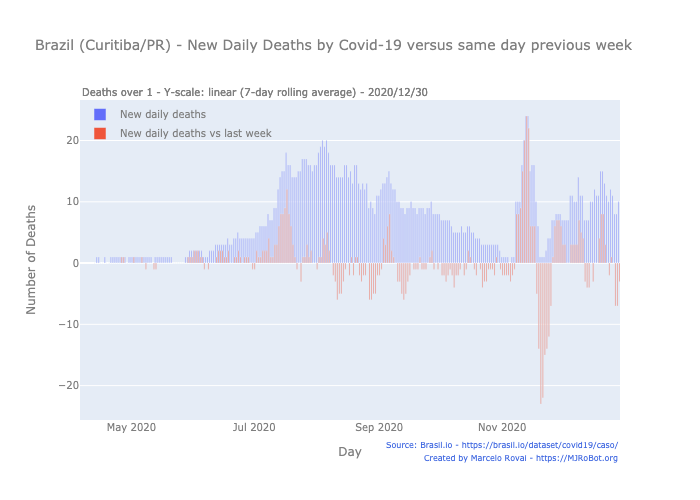 Brazil (Curitiba/PR) - New Daily Deaths by Covid-19 versus same day previous week
Deaths over 1 - Y-scale: linear (7-day rolling average) - 2020/12/30
New daily deaths
New daily deaths vs last week
20
10
0
−10
−20
Number of Deaths
May 2020
Jul 2020
Sep 2020
Nov 2020
Day
Source: Brasil.io - https://brasil.io/dataset/covid19/caso/
Created by Marcelo Rovai - https://MJRoBot.org